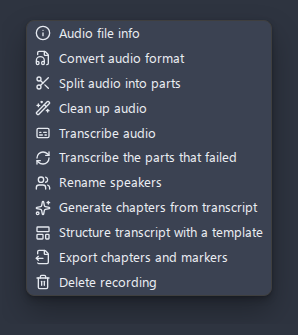 Audio file info
Convert audio format
Split audio into parts
Clean up audio
Transcribe audio
Transcribe the parts that failed
Rename speakers
Generate chapters from transcript
Structure transcript with a template
Export chapters and markers
Delete recording